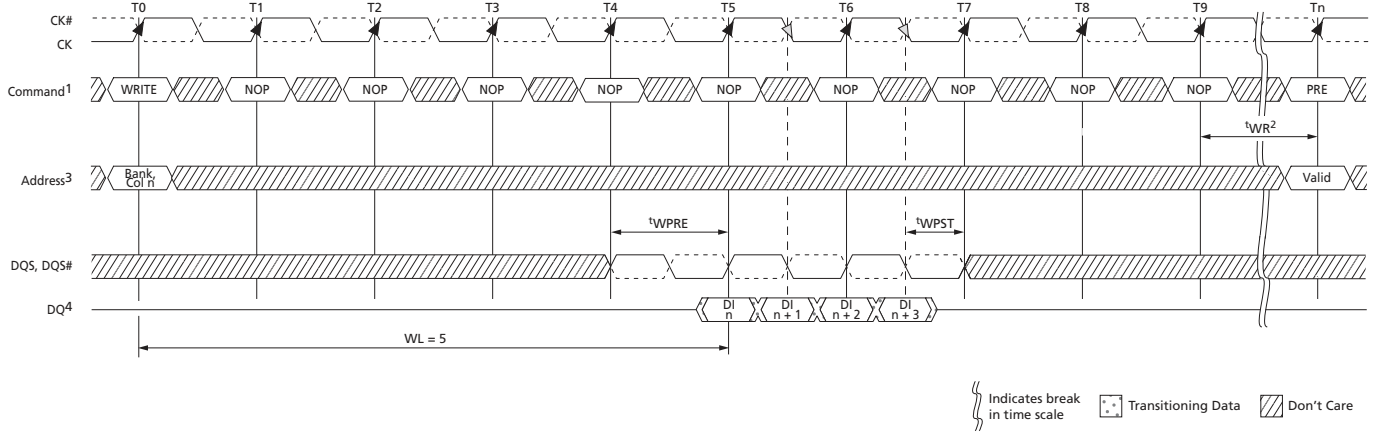 T0 T1 T2 T3 T4 T5 T6 T7 T8 T9 Tn
CK#
CK
Command1 WRITE NOP NOP NOP NOP NOP NOP NOP NOP NOP PRE
tWR2
Address3 Bank, Col n Valid
tWPRE tWPST
DQS, DQS#
DQ4 DI n DI n + 1 DI n + 2 DI n + 3
WL = 5
Indicates break
in time scale
Transitioning Data
Don't Care